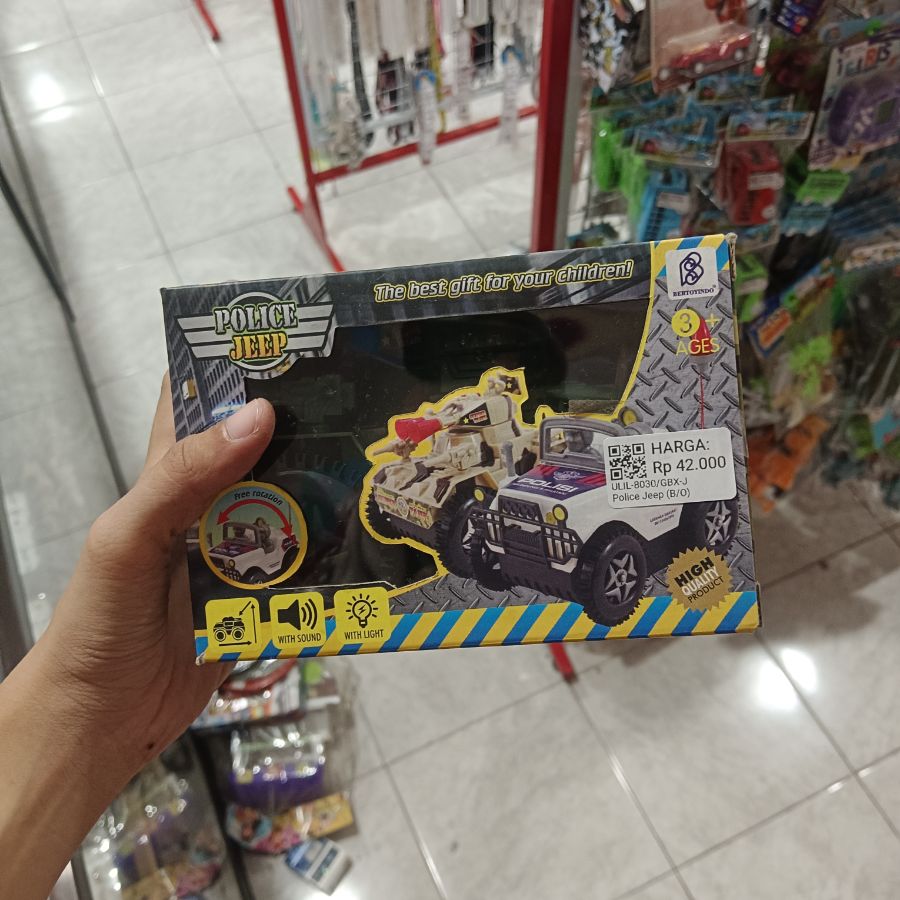 The best gift for your children!
BERTOYINDO
POLICE
JEEP
3+
AGES
HARGA:
Rp 42.000
ULIL-8030/GBX-J
Police Jeep (B/O)
POLISI
Free rotation
HIGH
QUALITY
PRODUCT
WITH SOUND
WITH LIGHT